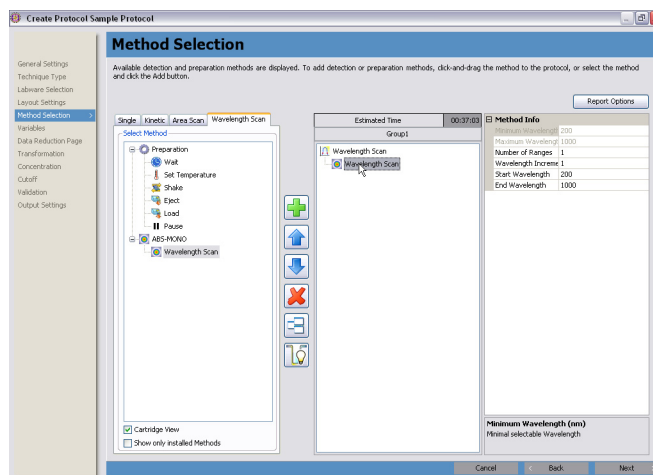 Create Protocol Sample Protocol
Method Selection
General Settings
Technique Type
Labware Selection
Layout Settings
Method Selection >
Variables
Data Reduction Page
Transformation
Concentration
Cutoff
Validation
Output Settings
Available detection and preparation methods are displayed. To add detection or preparation methods, click-and-drag the method to the protocol, or select the method
and click the Add button.
Report Options
Single Kinetic Area Scan Wavelength Scan
Select Method
Preparation
Wait
Set Temperature
Shake
Eject
Load
Pause
ABS-MONO
Wavelength Scan
Cartridge View
Show only installed Methods
Estimated Time 00:37:03
Group1
Wavelength Scan
Wavelength Scan
Method Info
Minimum Wavelengt 200
Maximum Wavelengt 1000
Number of Ranges 1
Wavelength Increme 1
Start Wavelength 200
End Wavelength 1000
Minimum Wavelength (nm)
Minimal selectable Wavelength
Cancel < Back Next